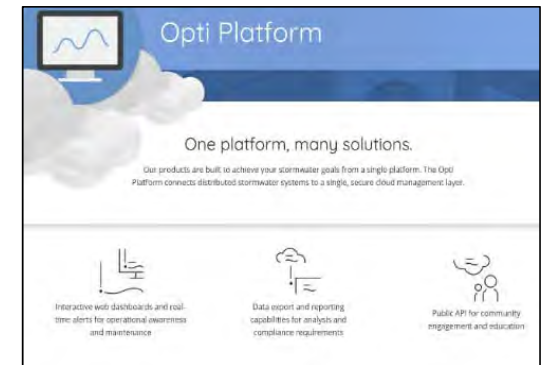 Opti Platform
One platform, many solutions.
Our products are built to achieve your stormwater goals from a single platform. The Opti
Platform connects distributed stormwater systems to a single, secure cloud management layer.
Interactive web dashboards and real-
time alerts for operational awareness
and maintenance
Data export and reporting
capabilities for analysis and
compliance requirements
Public API for community
engagement and education